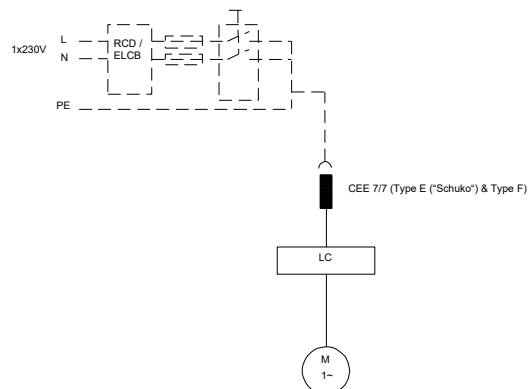 1x230V
L
N
PE
RCD /
ELCB
CEE 7/7 (Type E (“Schuko“) & Type F)
LC
M
1~